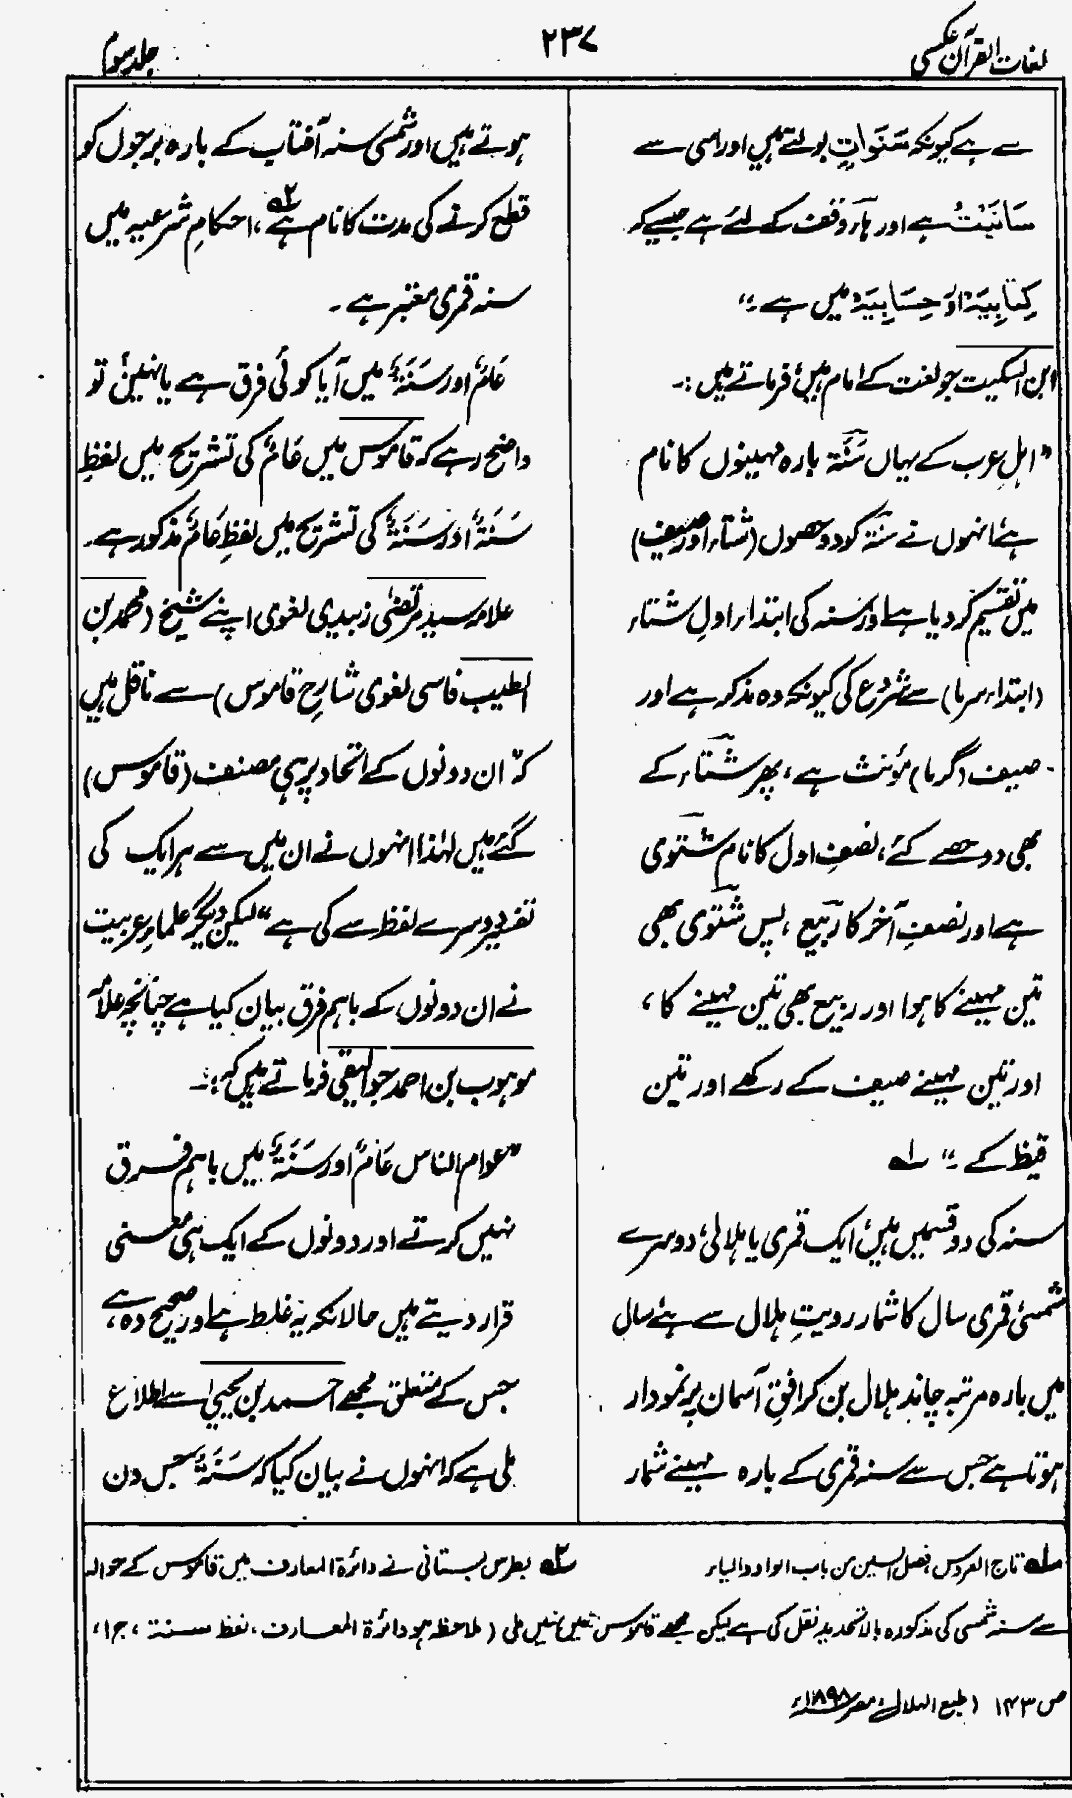 لغات القرآن عکسی
۲۳۷
جلد سوم
سے ہے کیونکہ سَنَوَاتٍ بولتے ہیں اور اسی سے
سَانَیْتُ ہے اور ہاء وقف کے لئے ہے جیسے کہ
کِتَابِیَہْ اور حِسَابِیَہْ میں ہے۔"
ابن السکیت جو لغت کے امام ہیں، فرماتے ہیں :۔
"اہلِ عرب کے یہاں سَنَۃ بارہ مہینوں کا نام
ہے، انہوں نے سَنَۃ کو دو حصوں (شتاء اور صیف)
میں تقسیم کر دیا ہے اور سنہ کی ابتداء اولِ شتاء
(ابتداء سرما) سے شروع کی کیونکہ وہ مذکر ہے اور
صیف (گرما) مؤنث ہے، پھر شتاء کے
بھی دو حصے کئے، نصفِ اول کا نام شَتْوِی
ہے اور نصفِ آخر کا رَبِیع، پس شَتْوی بھی
تین مہینے کا ہوا اور ربیع بھی تین مہینے کا،
اور تین مہینے صیف کے رکھے اور تین
قیظ کے۔" ۱ہ
سنہ کی دو قسمیں ہیں، ایک قمری یا ہلالی، دوسرے
شمسی، قمری سال کا شمار رویتِ ہلال سے ہے، سال
میں بارہ مرتبہ چاند ہلال بن کر افقِ آسمان پر نمودار
ہوتا ہے جس سے سنہ قمری کے بارہ مہینے شمار
ہوتے ہیں اور شمسی سنہ آفتاب کے بارہ برجوں کو
قطع کرنے کی مدت کا نام ہے ۲ہ، احکامِ شرعیہ میں
سنہ قمری معتبر ہے۔
عَامٌ اور سَنَۃٌ میں آیا کوئی فرق ہے یا نہیں، تو
واضح رہے کہ قاموس میں عَامٌ کی تشریح میں لفظِ
سَنَۃٌ اور سَنَۃٌ کی تشریح میں لفظِ عَامٌ مذکور ہے۔
علامہ سید مرتضیٰ زبیدی لغوی اپنے شیخ (محمد بن
الطیب فاسی لغوی شارحِ قاموس) سے ناقل ہیں
کہ "ان دونوں کے اتحاد پر ہی مصنف (قاموس)
گئے ہیں لہٰذا انہوں نے ان میں سے ہر ایک کی
تفسیر دوسرے لفظ سے کی ہے" لیکن دیگر علماءِ عربیت
نے ان دونوں کے باہم فرق بیان کیا ہے چنانچہ علامہ
موہوب بن احمد جوالیقی فرماتے ہیں کہ :۔
"عوام الناس عَامٌ اور سَنَۃٌ میں باہم فرق
نہیں کرتے اور دونوں کے ایک ہی معنی
قرار دیتے ہیں حالانکہ یہ غلط ہے اور صحیح وہ ہے،
جس کے متعلق مجھے احمد بن یحییٰ سے اطلاع
ملی ہے کہ انہوں نے بیان کیا کہ سَنَۃٌ جس دن
۱ہ تاج العروس، فصل السین من باب الواو والیاء
۲ہ بطرس بستانی نے دائرۃ المعارف میں قاموس کے حوالہ
سے سنہ شمسی کی مذکورہ بالا تحدید نقل کی ہے لیکن مجھے قاموس میں نہیں ملی (ملاحظہ ہو دائرۃ المعارف، لفظ سنۃ، ج ۱۰،
ص ۱۴۳ (طبع الہلال مصر ۱۸۹۸ء